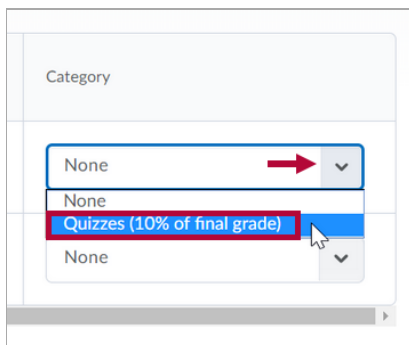 Category
None
None
Quizzes (10% of final grade)
None